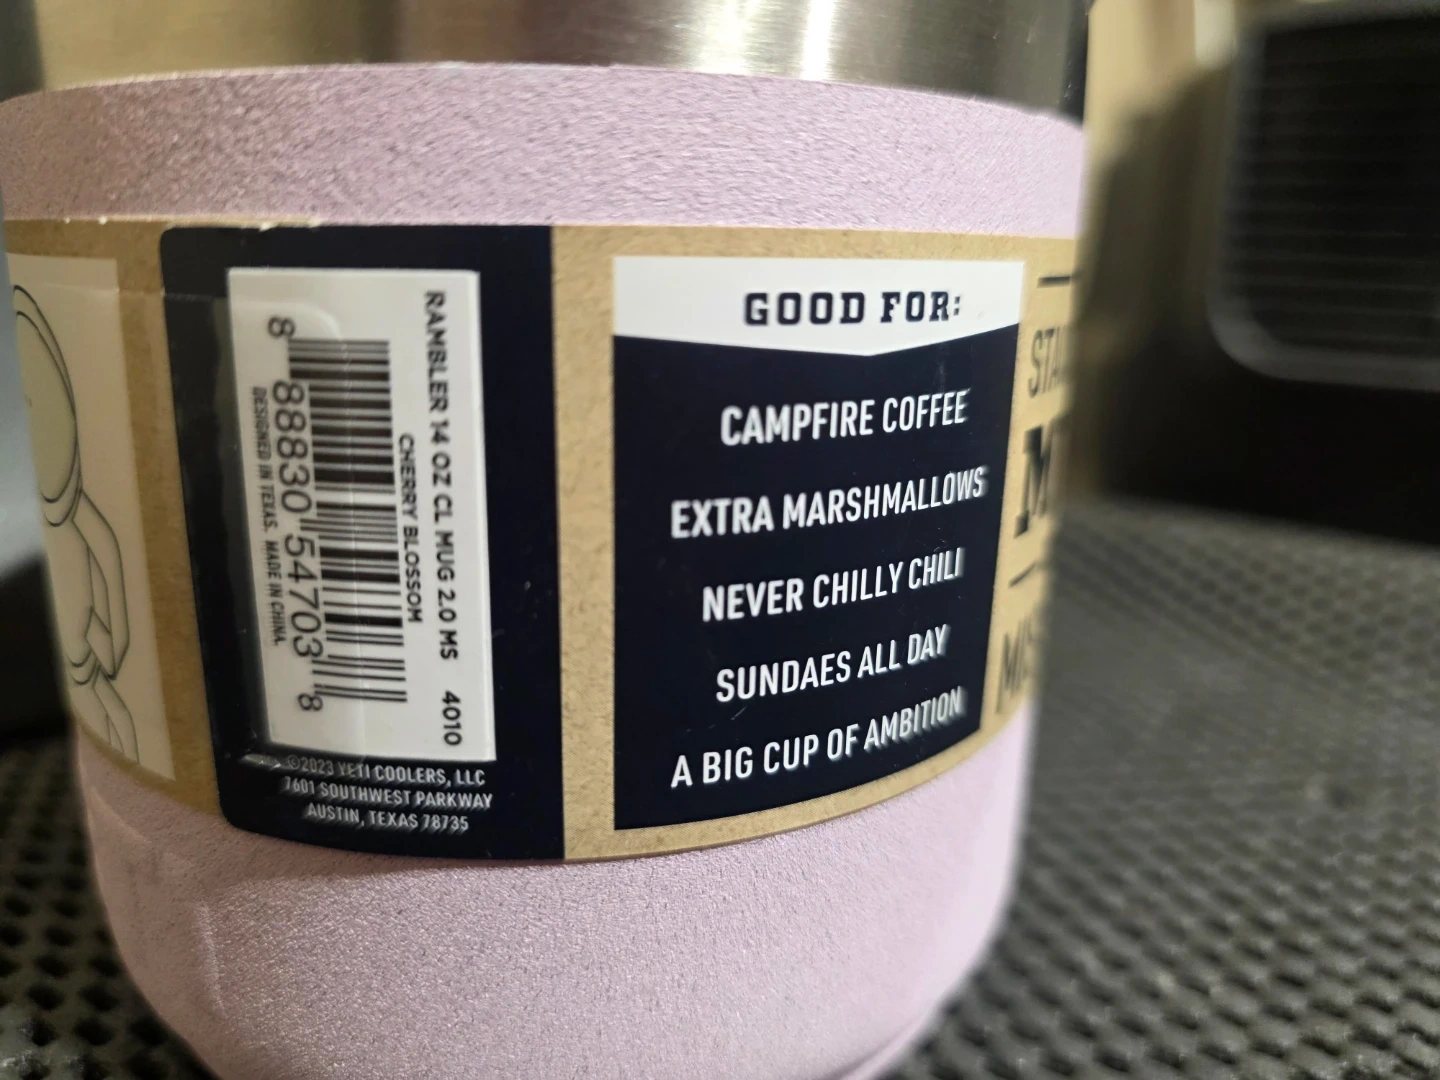 RAMBLER 14 OZ CL MUG 2.0 MS 4010
CHERRY BLOSSOM
8 88830 54703 8
DESIGNED IN TEXAS. MADE IN CHINA.
©2023 YETI COOLERS, LLC
7601 SOUTHWEST PARKWAY
AUSTIN, TEXAS 78735
GOOD FOR:
CAMPFIRE COFFEE
EXTRA MARSHMALLOWS
NEVER CHILLY CHILI
SUNDAES ALL DAY
A BIG CUP OF AMBITION